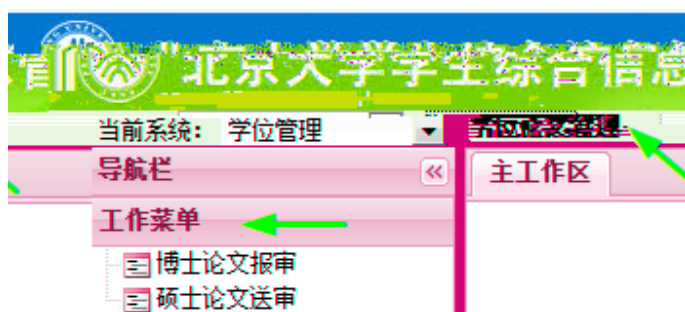 北京大学学生综合信息
当前系统： 学位管理
导航栏
主工作区
工作菜单
博士论文报审
硕士论文送审